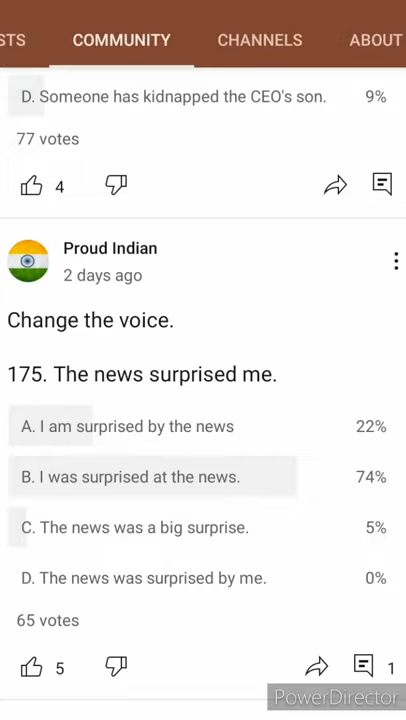 STS COMMUNITY CHANNELS ABOUT
D. Someone has kidnapped the CEO's son. 9%
77 votes
4
Proud Indian
2 days ago
Change the voice.
175. The news surprised me.
A. I am surprised by the news 22%
B. I was surprised at the news. 74%
C. The news was a big surprise. 5%
D. The news was surprised by me. 0%
65 votes
5 1
PowerDirector